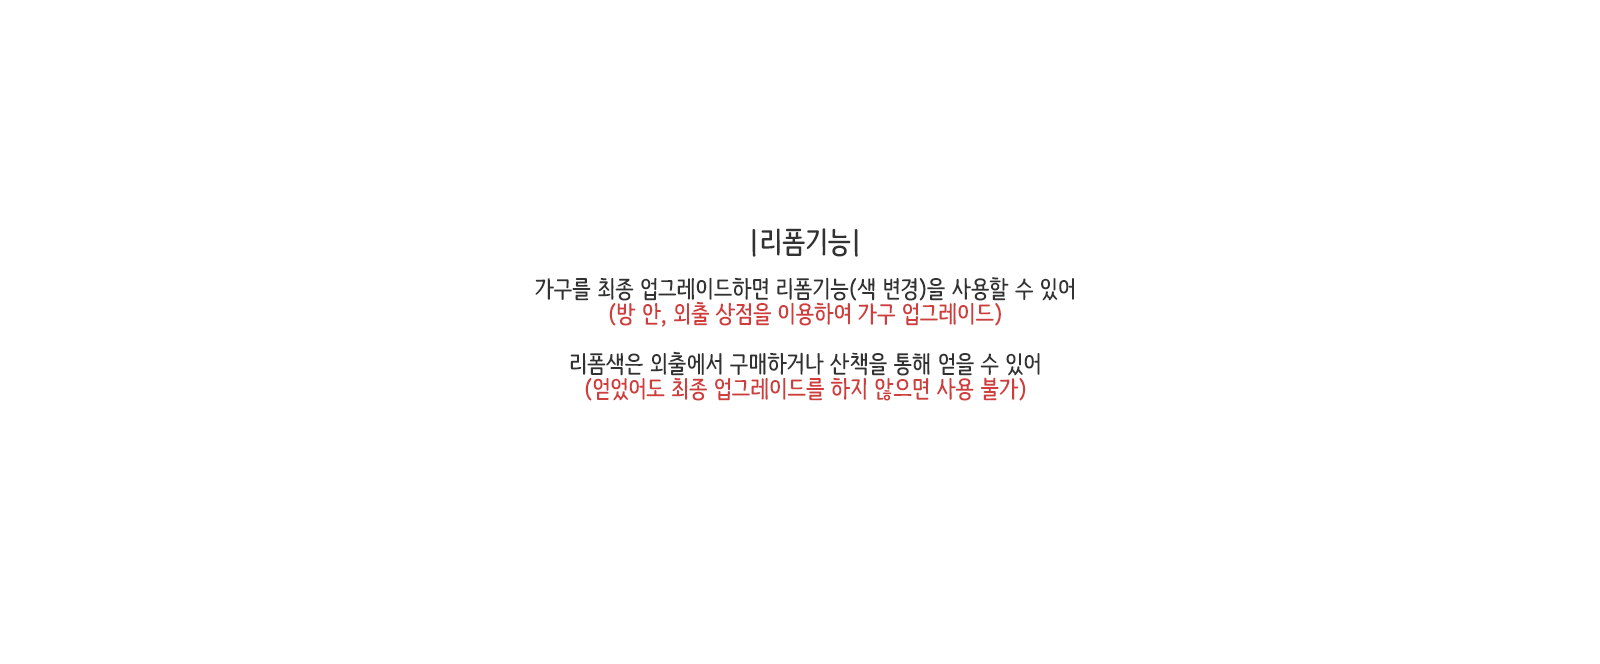 |리폼기능|
가구를 최종 업그레이드하면 리폼기능(색 변경)을 사용할 수 있어
(방 안, 외출 상점을 이용하여 가구 업그레이드)
리폼색은 외출에서 구매하거나 산책을 통해 얻을 수 있어
(얻었어도 최종 업그레이드를 하지 않으면 사용 불가)